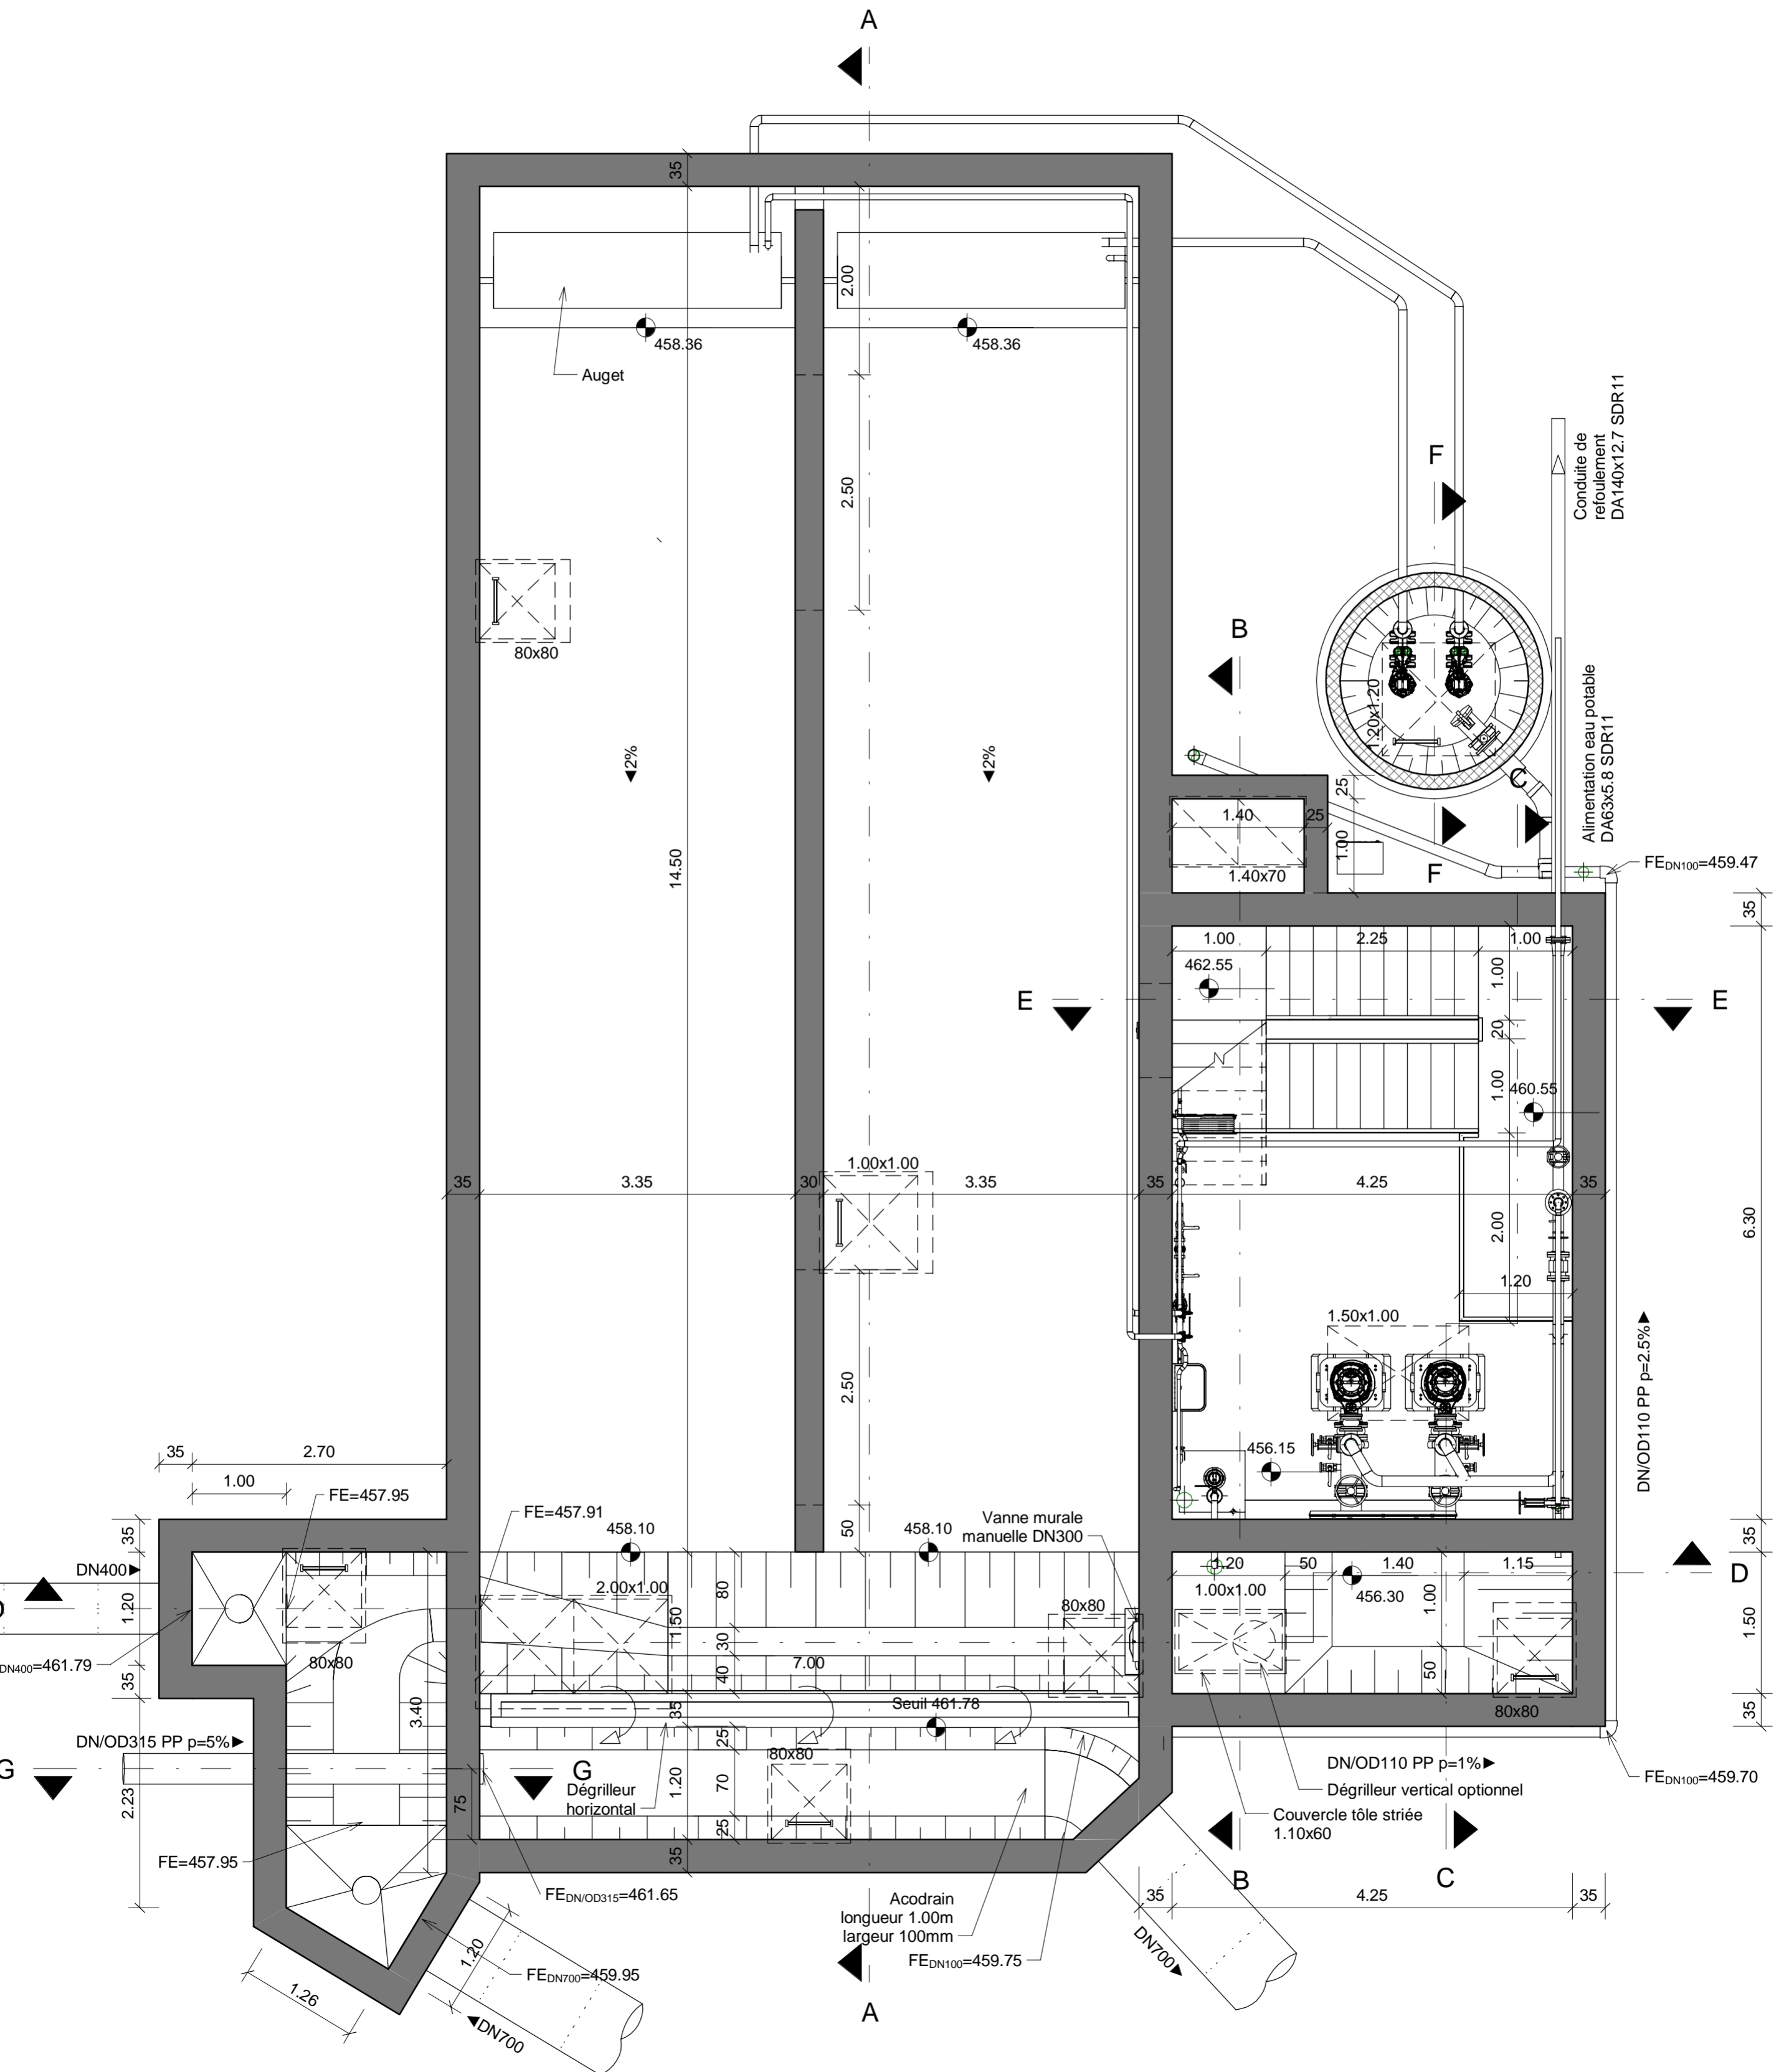 A
35
2.00
458.36
458.36
Auget
2.50
Conduite de
refoulement
DA140x12.7 SDR11
F
80x80
B
1.20x1.20
Alimentation eau potable
DA63x5.8 SDR11
◄2%
◄2%
C
25
1.40
25
1.00
14.50
1.40x70
F
FEDN100=459.47
35
1.00
2.25
1.00
462.55
1.00
E
E
20
1.00
460.55
1.00x1.00
35
3.35
30
3.35
35
4.25
35
2.00
6.30
1.20
1.50x1.00
DN/OD110 PP p=2.5%►
2.50
35
2.70
1.00
456.15
FE=457.95
FE=457.91
Vanne murale
manuelle DN300
35
458.10
50
458.10
35
DN400►
1.20
50
1.40
1.15
D
2.00x1.00
80
1.00x1.00
456.30
1.00
1.20
1.50
80x80
1.50
30
DN400=461.79
80x80
7.00
40
50
35
3.40
35
Seuil 461.78
80x80
35
DN/OD315 PP p=5%►
25
80x80
G
G
Dégrilleur
horizontal
DN/OD110 PP p=1%►
FEDN100=459.70
2.23
75
1.20
70
Dégrilleur vertical optionnel
Couvercle tôle striée
1.10x60
25
FE=457.95
35
B
C
FEDN/OD315=461.65
Acodrain
longueur 1.00m
largeur 100mm
35
4.25
35
1.20
FEDN100=459.75
DN700►
FEDN700=459.95
1.26
◄DN700
A